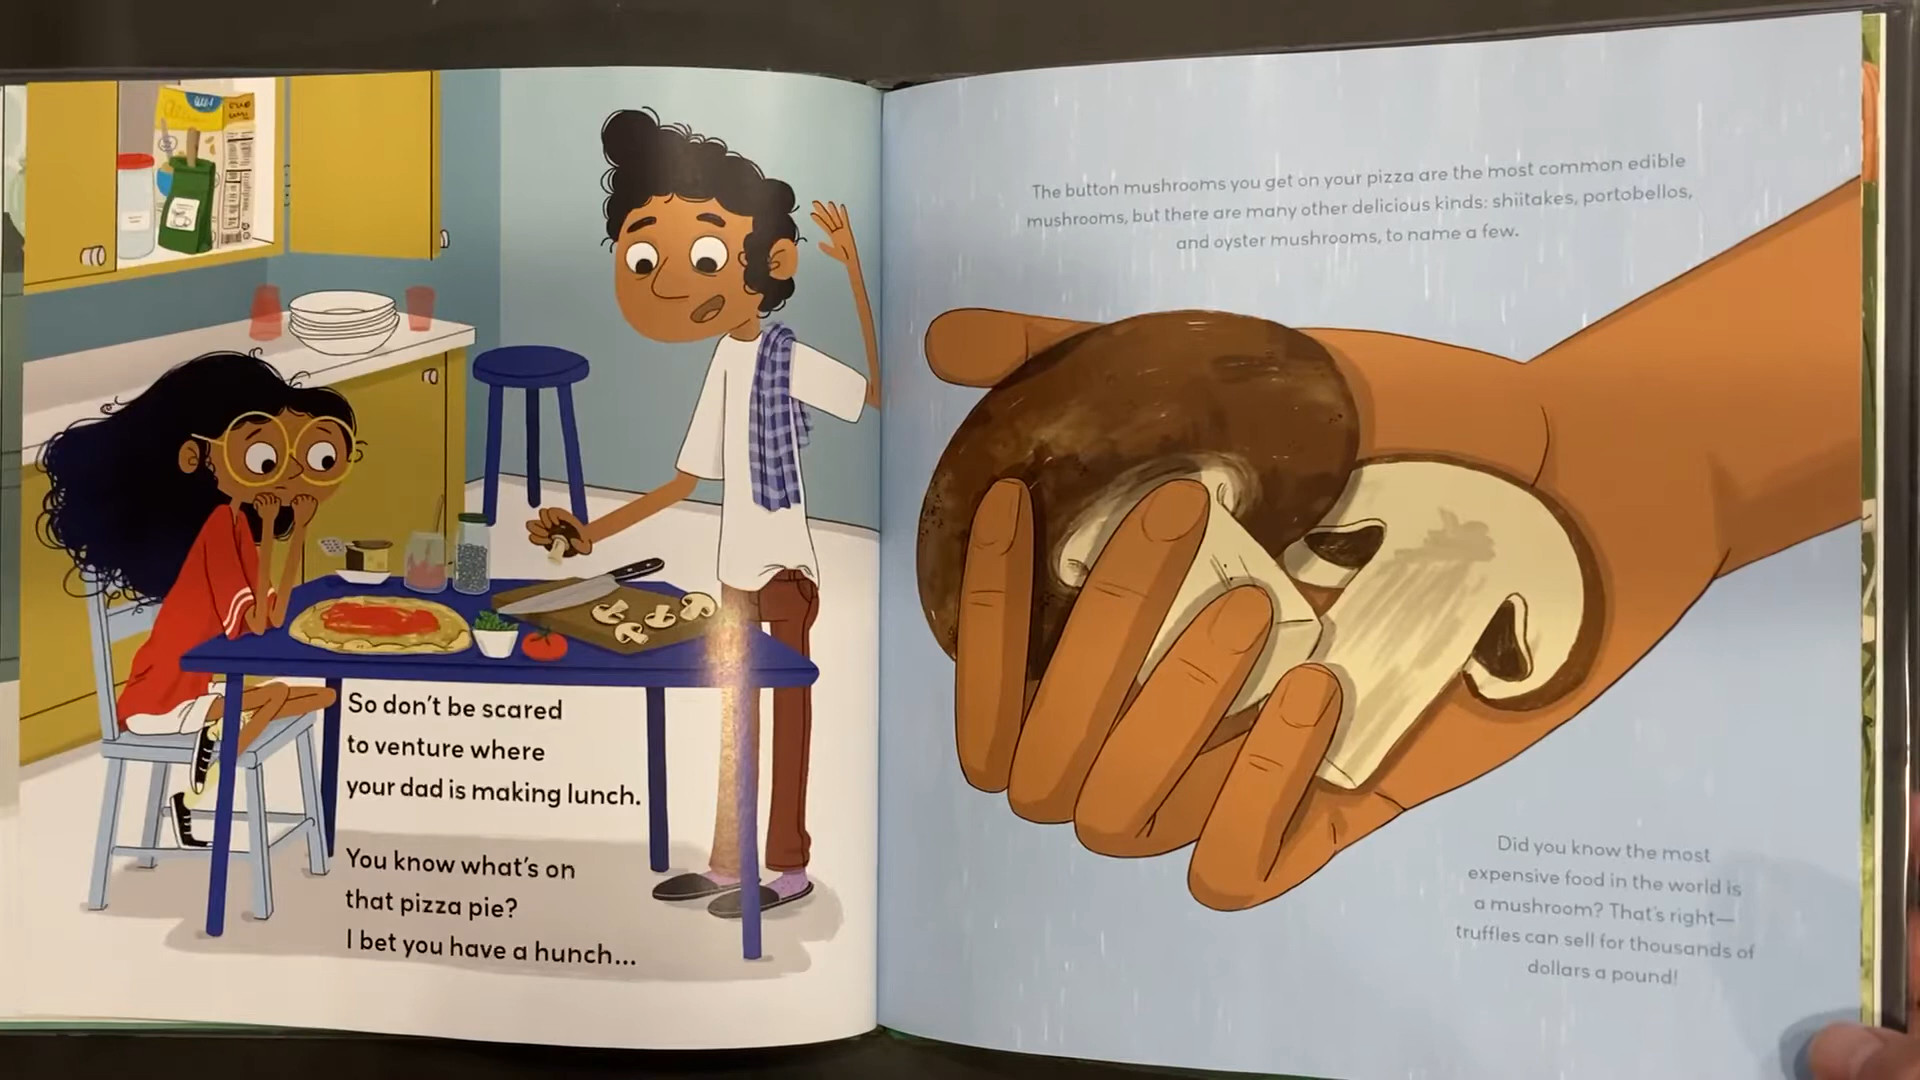 So don't be scared
to venture where
your dad is making lunch.
You know what's on
that pizza pie?
I bet you have a hunch...
The button mushrooms you get on your pizza are the most common edible
mushrooms, but there are many other delicious kinds: shiitakes, portobellos,
and oyster mushrooms, to name a few.
Did you know the most
expensive food in the world is
a mushroom? That's right—
truffles can sell for thousands of
dollars a pound!